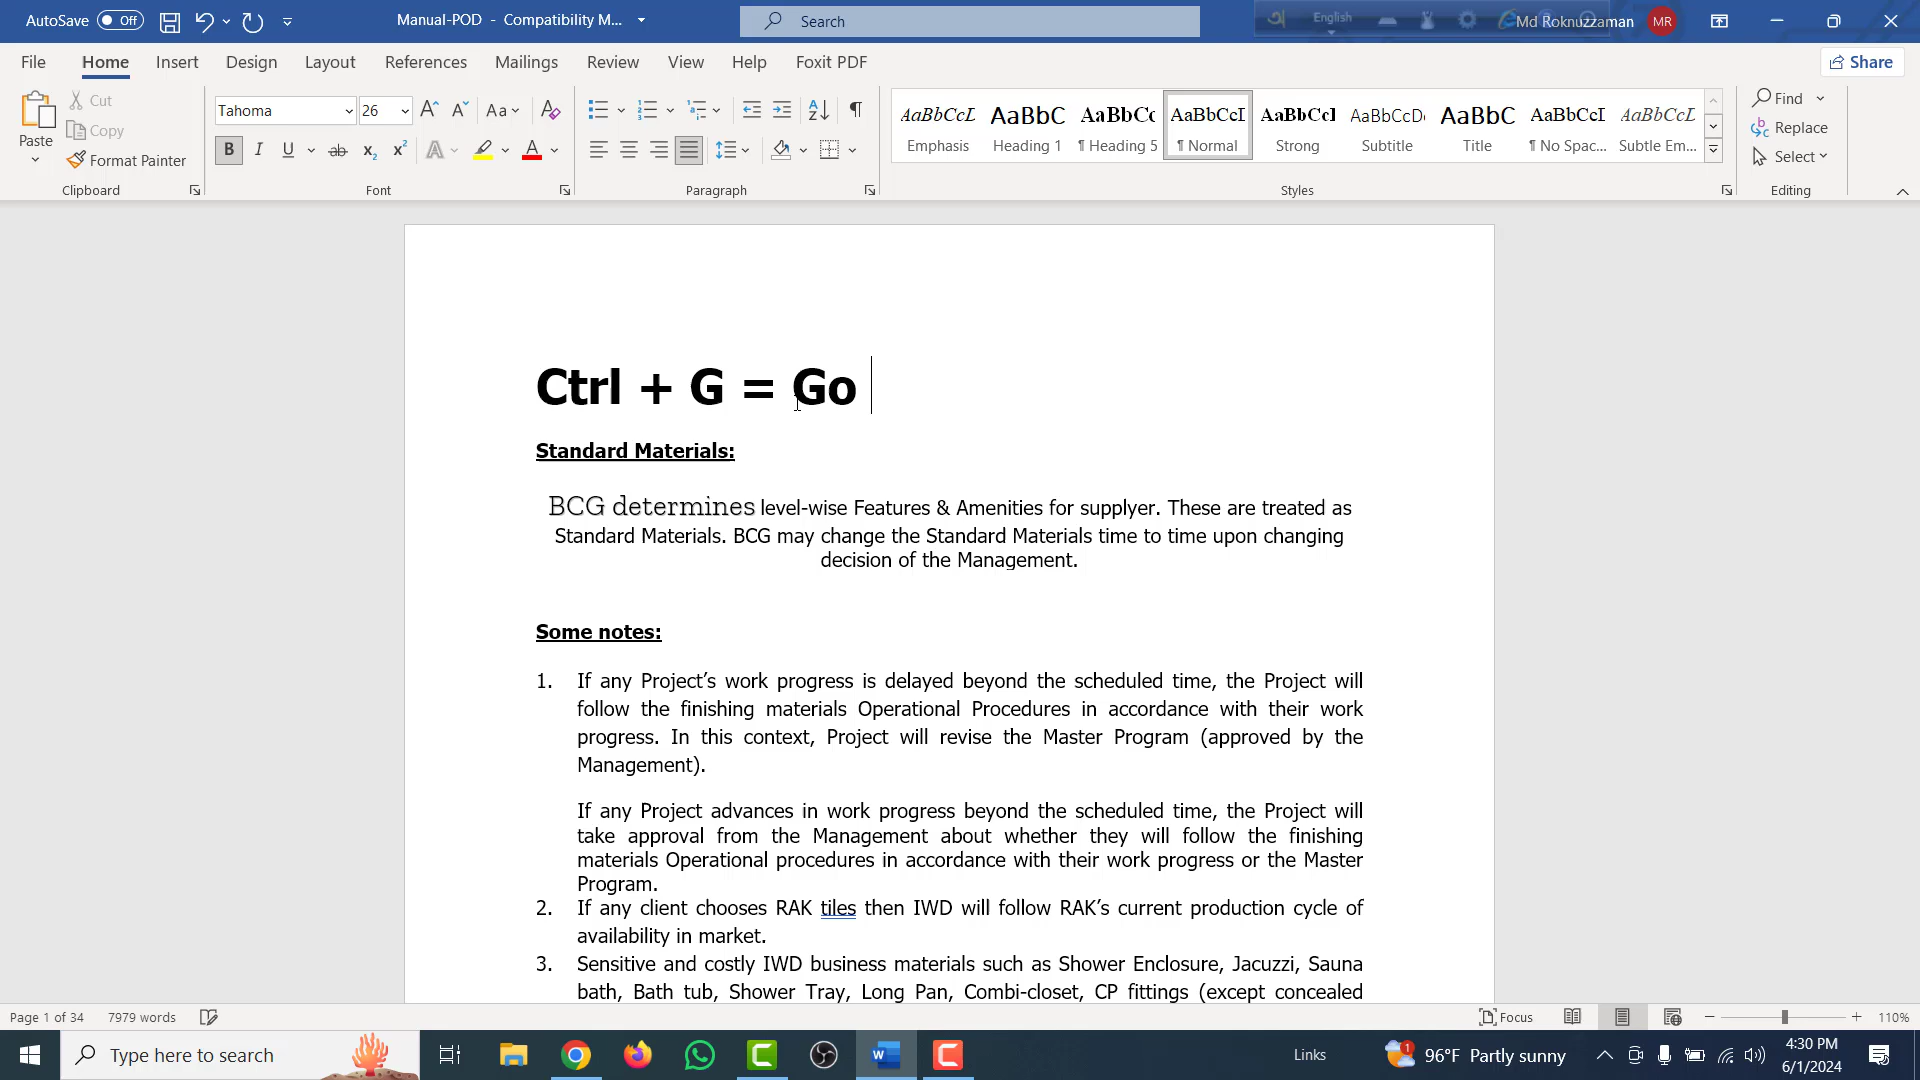 AutoSave Off Manual-POD - Compatibility M... Search English Md Roknuzzaman MR
File Home Insert Design Layout References Mailings Review View Help Foxit PDF Share
Paste Cut Copy Format Painter Clipboard
Tahoma 26 Aa
B I U ab x₂ x² A A
Font
Paragraph
AaBbCcL AaBbC AaBbCc AaBbCcI AaBbCcI AaBbCcD AaBbC AaBbCcI AaBbCcL
Emphasis Heading 1 ¶ Heading 5 ¶ Normal Strong Subtitle Title ¶ No Spac... Subtle Em...
Styles
Find
Replace
Select
Editing
Ctrl + G = Go
Standard Materials:
BCG determines level-wise Features & Amenities for supplyer. These are treated as
Standard Materials. BCG may change the Standard Materials time to time upon changing
decision of the Management.
Some notes:
1. If any Project’s work progress is delayed beyond the scheduled time, the Project will
follow the finishing materials Operational Procedures in accordance with their work
progress. In this context, Project will revise the Master Program (approved by the
Management).
If any Project advances in work progress beyond the scheduled time, the Project will
take approval from the Management about whether they will follow the finishing
materials Operational procedures in accordance with their work progress or the Master
Program.
2. If any client chooses RAK tiles then IWD will follow RAK’s current production cycle of
availability in market.
3. Sensitive and costly IWD business materials such as Shower Enclosure, Jacuzzi, Sauna
bath, Bath tub, Shower Tray, Long Pan, Combi-closet, CP fittings (except concealed
Page 1 of 34 7979 words Focus 110%
Type here to search Links 1 96°F Partly sunny 4:30 PM
6/1/2024